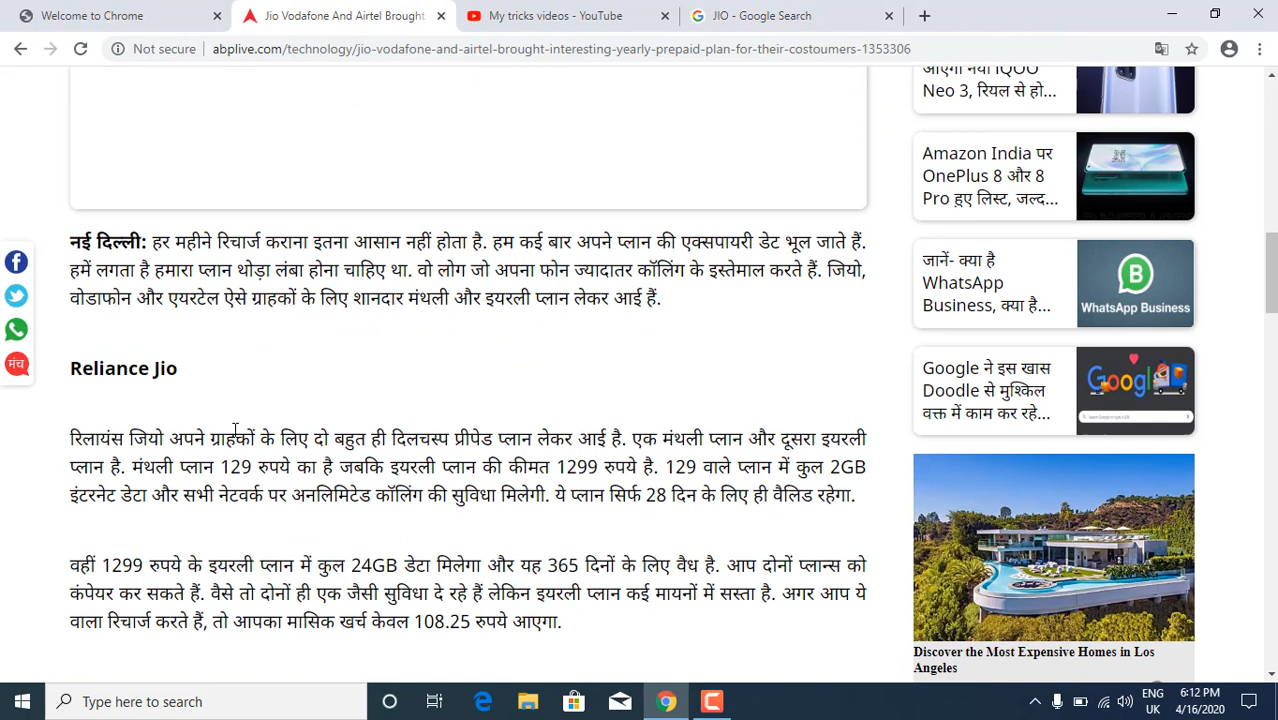 Welcome to Chrome
Jio Vodafone And Airtel Brought
My tricks videos - YouTube
JIO - Google Search
Not secure
abplive.com/technology/jio-vodafone-and-airtel-brought-interesting-yearly-prepaid-plan-for-their-costoumers-1353306
आएगा नया iQOO
Neo 3, रियल से हो...
Amazon India पर
OnePlus 8 और 8
Pro हुए लिस्ट, जल्द...
जानें- क्या है
WhatsApp
Business, क्या है...
WhatsApp Business
Google ने इस खास
Doodle से मुश्किल
वक्त में काम कर रहे...
मंच
नई दिल्ली: हर महीने रिचार्ज कराना इतना आसान नहीं होता है. हम कई बार अपने प्लान की एक्सपायरी डेट भूल जाते हैं.
हमें लगता है हमारा प्लान थोड़ा लंबा होना चाहिए था. वो लोग जो अपना फोन ज्यादातर कॉलिंग के इस्तेमाल करते हैं. जियो,
वोडाफोन और एयरटेल ऐसे ग्राहकों के लिए शानदार मंथली और इयरली प्लान लेकर आई हैं.
Reliance Jio
रिलायंस जियो अपने ग्राहकों के लिए दो बहुत ही दिलचस्प प्रीपेड प्लान लेकर आई है. एक मंथली प्लान और दूसरा इयरली
प्लान है. मंथली प्लान 129 रुपये का है जबकि इयरली प्लान की कीमत 1299 रुपये है. 129 वाले प्लान में कुल 2GB
इंटरनेट डेटा और सभी नेटवर्क पर अनलिमिटेड कॉलिंग की सुविधा मिलेगी. ये प्लान सिर्फ 28 दिन के लिए ही वैलिड रहेगा.
वहीं 1299 रुपये के इयरली प्लान में कुल 24GB डेटा मिलेगा और यह 365 दिनों के लिए वैध है. आप दोनों प्लान्स को
कंपेयर कर सकते हैं. वैसे तो दोनों ही एक जैसी सुविधा दे रहे हैं लेकिन इयरली प्लान कई मायनों में सस्ता है. अगर आप ये
वाला रिचार्ज करते हैं, तो आपका मासिक खर्च केवल 108.25 रुपये आएगा.
Discover the Most Expensive Homes in Los
Angeles
Type here to search
ENG
UK
6:12 PM
4/16/2020